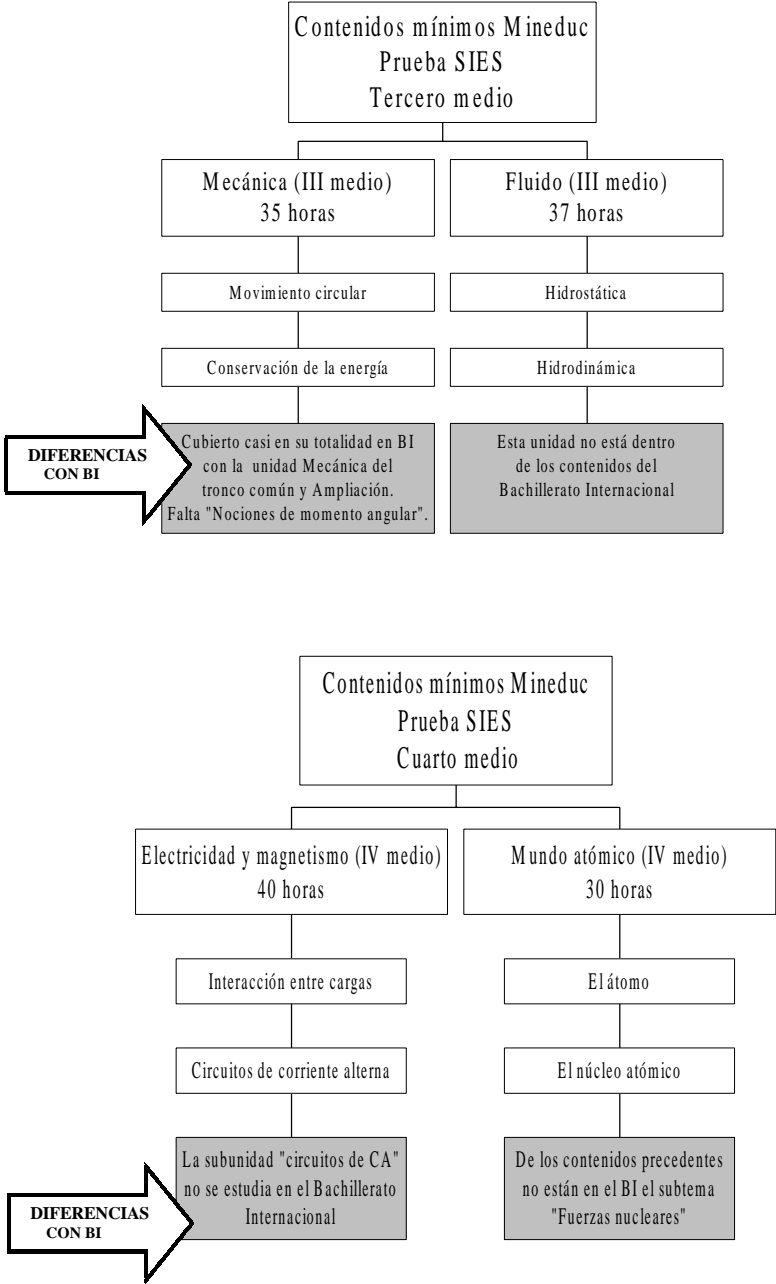 Contenidos mínimos Mineduc
Prueba SIES
Tercero medio
Mecánica (III medio)
35 horas
Fluido (III medio)
37 horas
Movimiento circular
Hidrostática
Conservación de la energía
Hidrodinámica
DIFERENCIAS
CON BI
Cubierto casi en su totalidad en BI
con la unidad Mecánica del
tronco común y Ampliación.
Falta "Nociones de momento angular".
Esta unidad no está dentro
de los contenidos del
Bachillerato Internacional
Contenidos mínimos Mineduc
Prueba SIES
Cuarto medio
Electricidad y magnetismo (IV medio)
40 horas
Mundo atómico (IV medio)
30 horas
Interacción entre cargas
El átomo
Circuitos de corriente alterna
El núcleo atómico
DIFERENCIAS
CON BI
La subunidad "circuitos de CA"
no se estudia en el Bachillerato
Internacional
De los contenidos precedentes
no están en el BI el subtema
"Fuerzas nucleares"